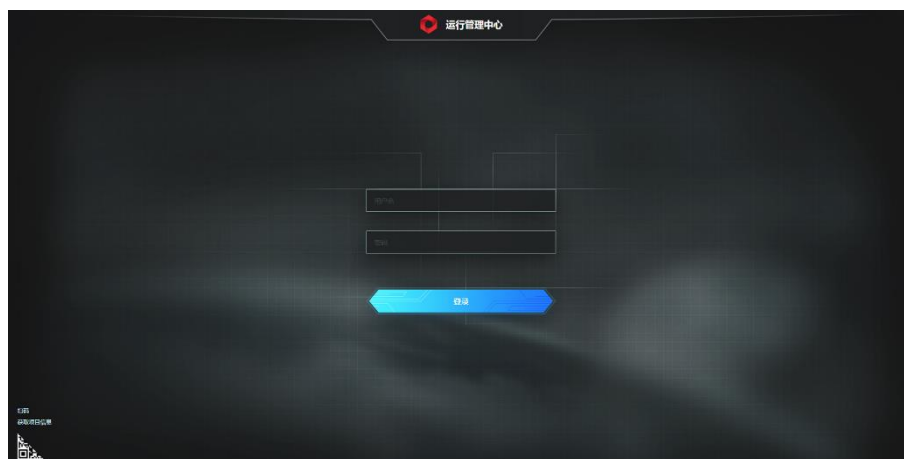 运行管理中心
用户名
密码
登录
扫码
获取项目信息